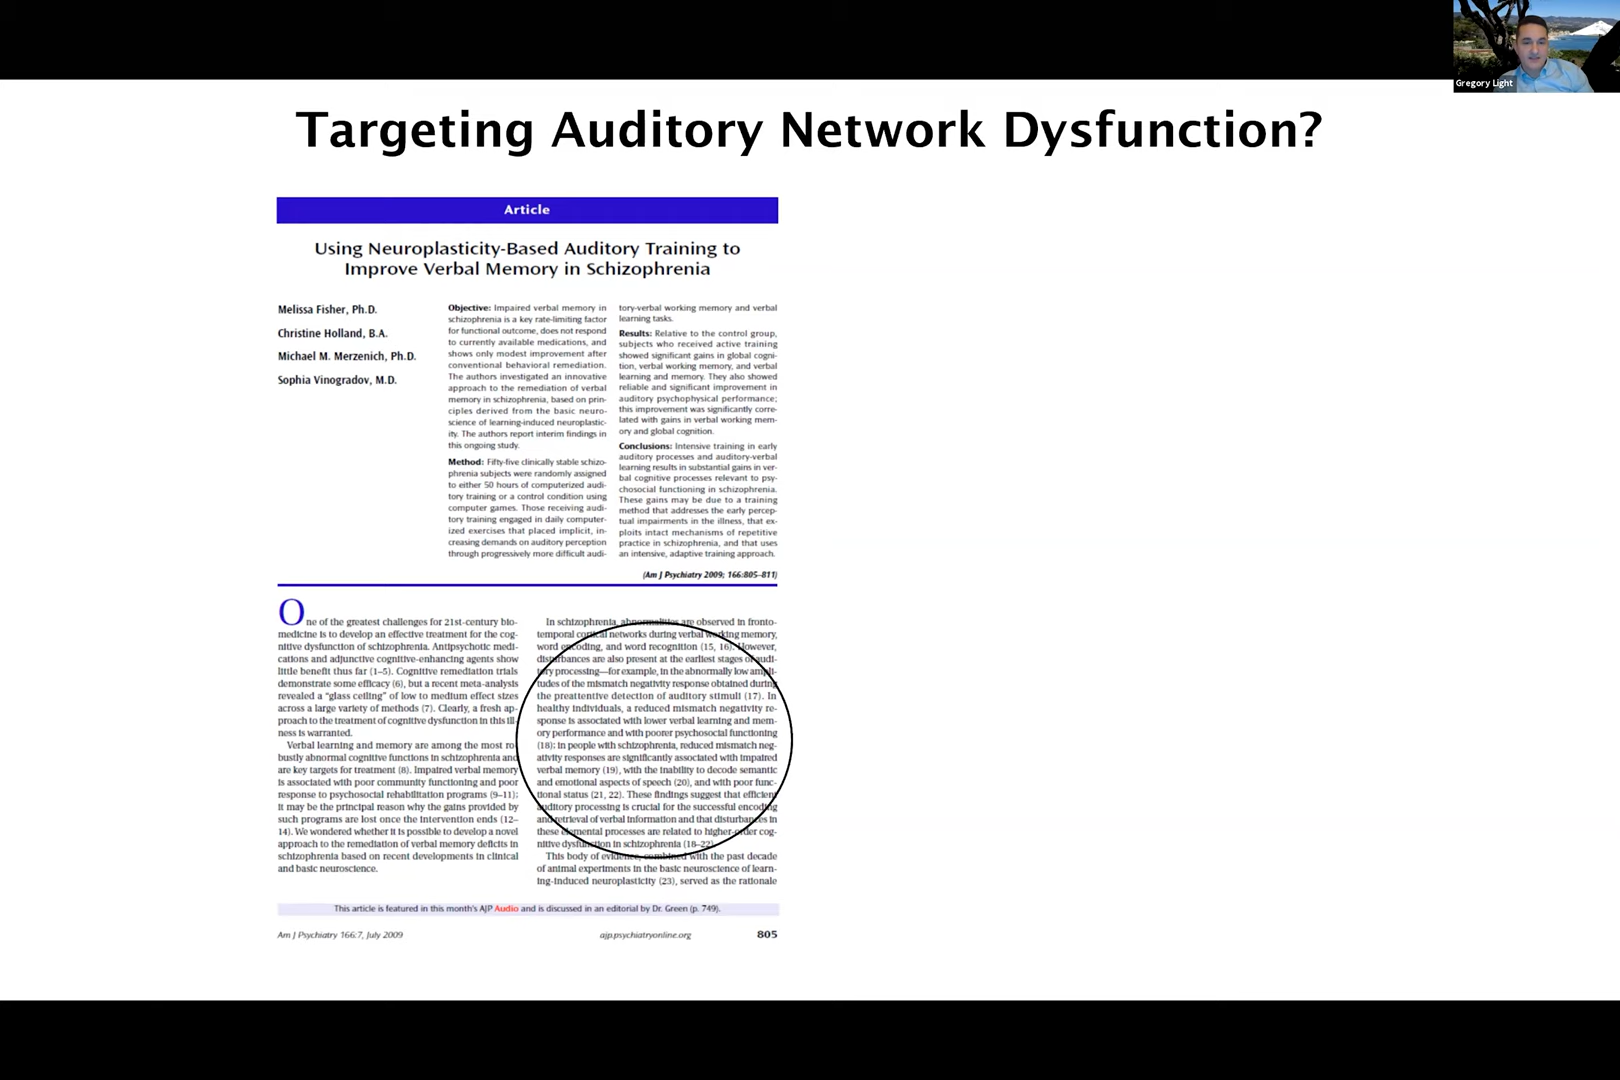 Gregory Light
Targeting Auditory Network Dysfunction?
Article
Using Neuroplasticity-Based Auditory Training to
Improve Verbal Memory in Schizophrenia
Melissa Fisher, Ph.D.
Christine Holland, B.A.
Michael M. Merzenich, Ph.D.
Sophia Vinogradov, M.D.
Objective: Impaired verbal memory in
schizophrenia is a key rate-limiting factor
for functional outcome, does not respond
to currently available medications, and
shows only modest improvement after
conventional behavioral remediation.
The authors investigated an innovative
approach to the remediation of verbal
memory in schizophrenia, based on prin-
ciples derived from the basic neuro-
science of learning-induced neuroplastic-
ity. The authors report interim findings in
this ongoing study.
Method: Fifty-five clinically stable schizo-
phrenia subjects were randomly assigned
to either 50 hours of computerized audi-
tory training or a control condition using
computer games. Those receiving audi-
tory training engaged in daily computer-
ized exercises that placed implicit, in-
creasing demands on auditory perception
through progressively more difficult audi-
tory-verbal working memory and verbal
learning tasks.
Results: Relative to the control group,
subjects who received active training
showed significant gains in global cogni-
tion, verbal working memory, and verbal
learning and memory. They also showed
reliable and significant improvement in
auditory psychophysical performance;
this improvement was significantly corre-
lated with gains in verbal working mem-
ory and global cognition.
Conclusions: Intensive training in early
auditory processes and auditory-verbal
learning results in substantial gains in ver-
bal cognitive processes relevant to psy-
chosocial functioning in schizophrenia.
These gains may be due to a training
method that addresses the early percep-
tual impairments in the illness, that ex-
ploits intact mechanisms of repetitive
practice in schizophrenia, and that uses
an intensive, adaptive training approach.
(Am J Psychiatry 2009; 166:805–811)
One of the greatest challenges for 21st-century bio-
medicine is to develop an effective treatment for the cog-
nitive dysfunction of schizophrenia. Antipsychotic medi-
cations and adjunctive cognitive-enhancing agents show
little benefit thus far (1–5). Cognitive remediation trials
demonstrate some efficacy (6), but a recent meta-analysis
revealed a "glass ceiling" of low to medium effect sizes
across a large variety of methods (7). Clearly, a fresh ap-
proach to the treatment of cognitive dysfunction in this ill-
ness is warranted.
Verbal learning and memory are among the most ro-
bustly abnormal cognitive functions in schizophrenia and
are key targets for treatment (8). Impaired verbal memory
is associated with poor community functioning and poor
response to psychosocial rehabilitation programs (9–11);
it may be the principal reason why the gains provided by
such programs are lost once the intervention ends (12–
14). We wondered whether it is possible to develop a novel
approach to the remediation of verbal memory deficits in
schizophrenia based on recent developments in clinical
and basic neuroscience.
In schizophrenia, abnormalities are observed in fronto-
temporal cortical networks during verbal working memory,
word encoding, and word recognition (15, 16). However,
disturbances are also present at the earliest stages of audi-
tory processing—for example, in the abnormally low ampli-
tudes of the mismatch negativity response obtained during
the preattentive detection of auditory stimuli (17). In
healthy individuals, a reduced mismatch negativity re-
sponse is associated with lower verbal learning and mem-
ory performance and with poorer psychosocial functioning
(18); in people with schizophrenia, reduced mismatch neg-
ativity responses are significantly associated with impaired
verbal memory (19), with the inability to decode semantic
and emotional aspects of speech (20), and with poor func-
tional status (21, 22). These findings suggest that efficient
auditory processing is crucial for the successful encoding
and retrieval of verbal information and that disturbances in
these elemental processes are related to higher-order cog-
nitive dysfunction in schizophrenia (18–22).
This body of evidence, combined with the past decade
of animal experiments in the basic neuroscience of learn-
ing-induced neuroplasticity (23), served as the rationale
This article is featured in this month's AJP Audio and is discussed in an editorial by Dr. Green (p. 749).
Am J Psychiatry 166:7, July 2009
ajp.psychiatryonline.org
805